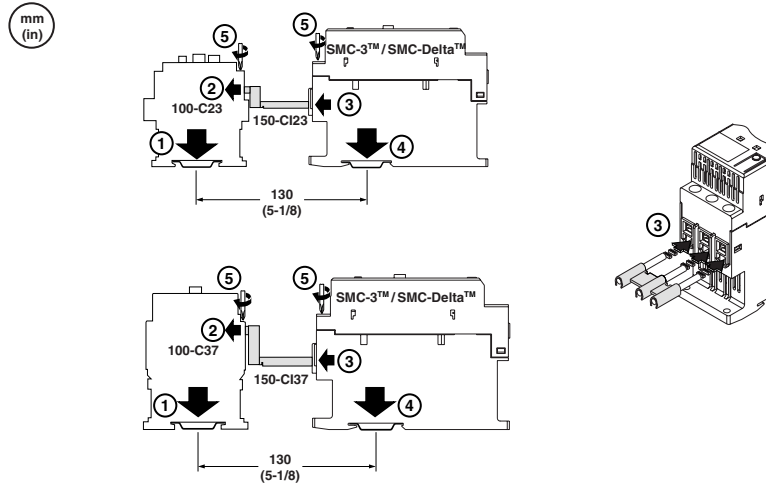 mm
(in)
5
5
SMC-3™/SMC-Delta™
2
100-C23
3
150-CI23
1
4
130
(5-1/8)
3
5
5
SMC-3™/SMC-Delta™
2
100-C37
3
150-CI37
1
4
130
(5-1/8)